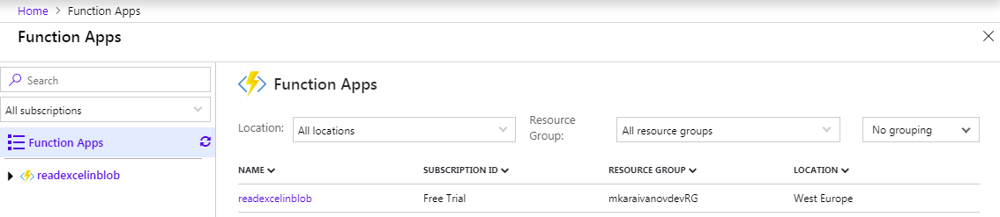 Home > Function Apps
Function Apps
Search
All subscriptions
Function Apps
readexcelinblob
Function Apps
Location: All locations Resource Group: All resource groups No grouping
NAME SUBSCRIPTION ID RESOURCE GROUP LOCATION
readexcelinblob Free Trial mkaraivanovdevRG West Europe